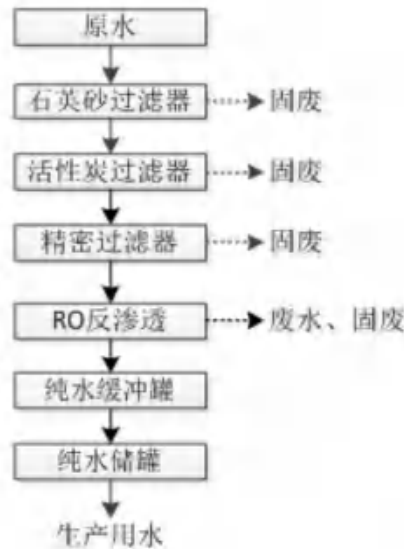 原水
石英砂过滤器 固废
活性炭过滤器 固废
精密过滤器 固废
RO反渗透 废水、固废
纯水缓冲罐
纯水储罐
生产用水